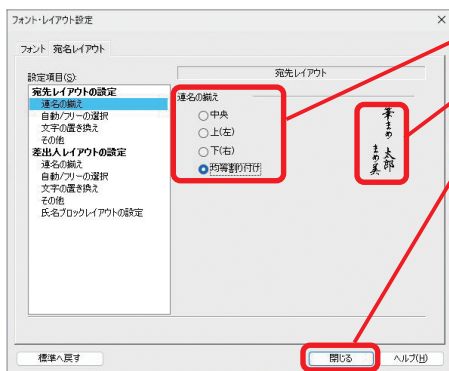 フォント・レイアウト設定
フォント 宛名レイアウト
設定項目(S):
宛先レイアウトの設定
連名の揃え
自動/フリーの選択
文字の置き換え
その他
差出人レイアウトの設定
連名の揃え
自動/フリーの選択
文字の置き換え
その他
氏名ブロックレイアウトの設定
宛先レイアウト
連名の揃え
中央
上(左)
下(右)
均等割り付け
筆まめ 太郎
まめ美
標準へ戻す
閉じる
ヘルプ(H)